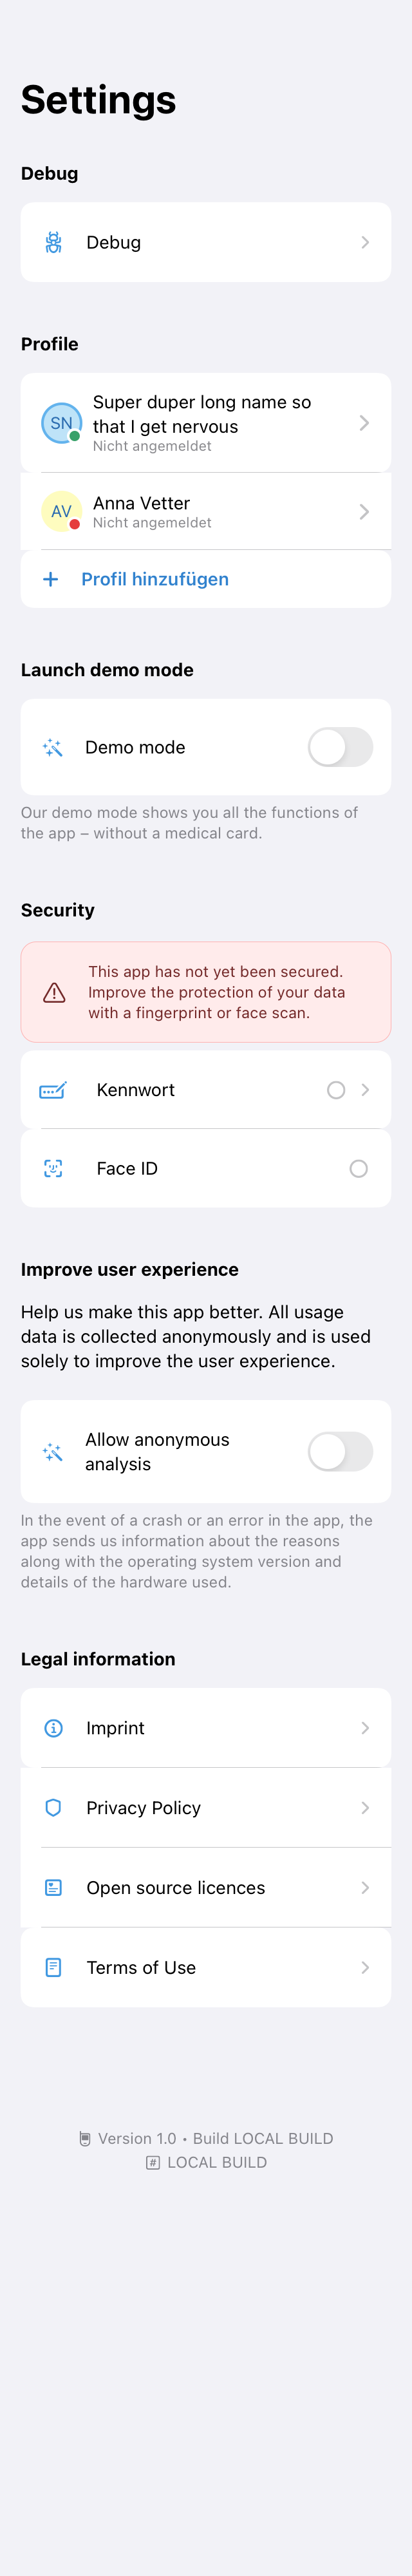 Settings
Debug
Debug
Profile
SN
Super duper long name so
that I get nervous
Nicht angemeldet
AV
Anna Vetter
Nicht angemeldet
+ Profil hinzufügen
Launch demo mode
Demo mode
Our demo mode shows you all the functions of
the app – without a medical card.
Security
This app has not yet been secured.
Improve the protection of your data
with a fingerprint or face scan.
Kennwort
Face ID
Improve user experience
Help us make this app better. All usage
data is collected anonymously and is used
solely to improve the user experience.
Allow anonymous
analysis
In the event of a crash or an error in the app, the
app sends us information about the reasons
along with the operating system version and
details of the hardware used.
Legal information
Imprint
Privacy Policy
Open source licences
Terms of Use
Version 1.0 • Build LOCAL BUILD
# LOCAL BUILD